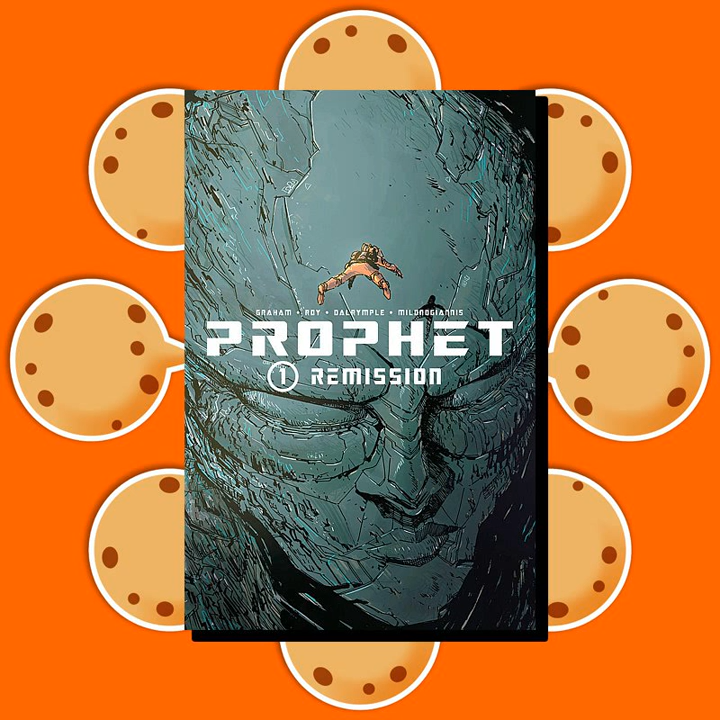 GRAHAM • ROY • DALRYMPLE • MILONOGIANNIS
PROPHET
1 REMISSION